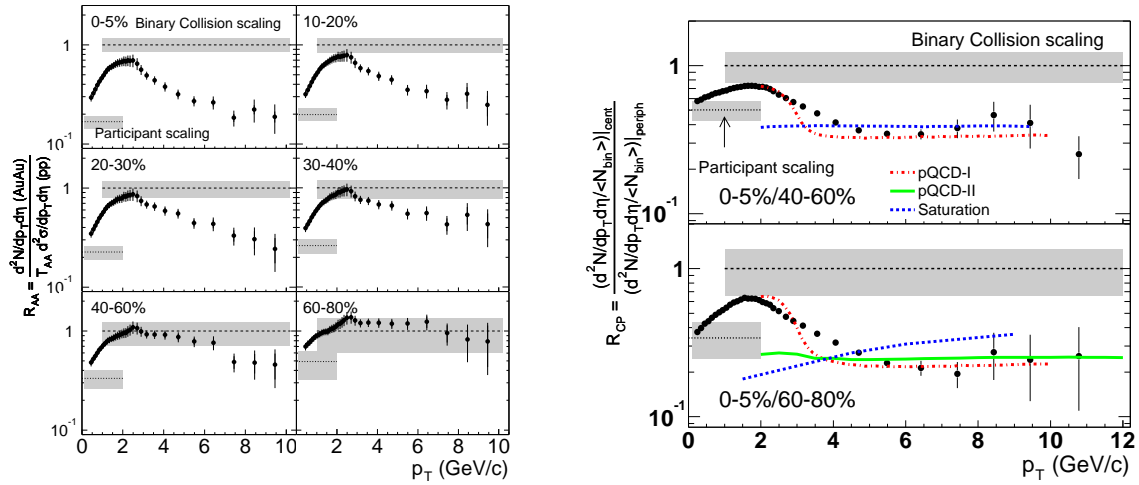 0-5% Binary Collision scaling
10-20%
1
Participant scaling
10^-1
20-30%
30-40%
1
10^-1
40-60%
60-80%
1
10^-1
R_AA = d^2N/dp_Tdη (AuAu) / T_AA d^2σ/dp_Tdη (pp)
0 2 4 6 8 10 0 2 4 6 8 10
p_T (GeV/c)
Binary Collision scaling
1
Participant scaling
0-5%/40-60%
pQCD-I
pQCD-II
Saturation
10^-1
1
0-5%/60-80%
10^-1
R_CP = (d^2N/dp_Tdη/<N_bin>)|_cent / (d^2N/dp_Tdη/<N_bin>)|_periph
0 2 4 6 8 10 12
p_T (GeV/c)